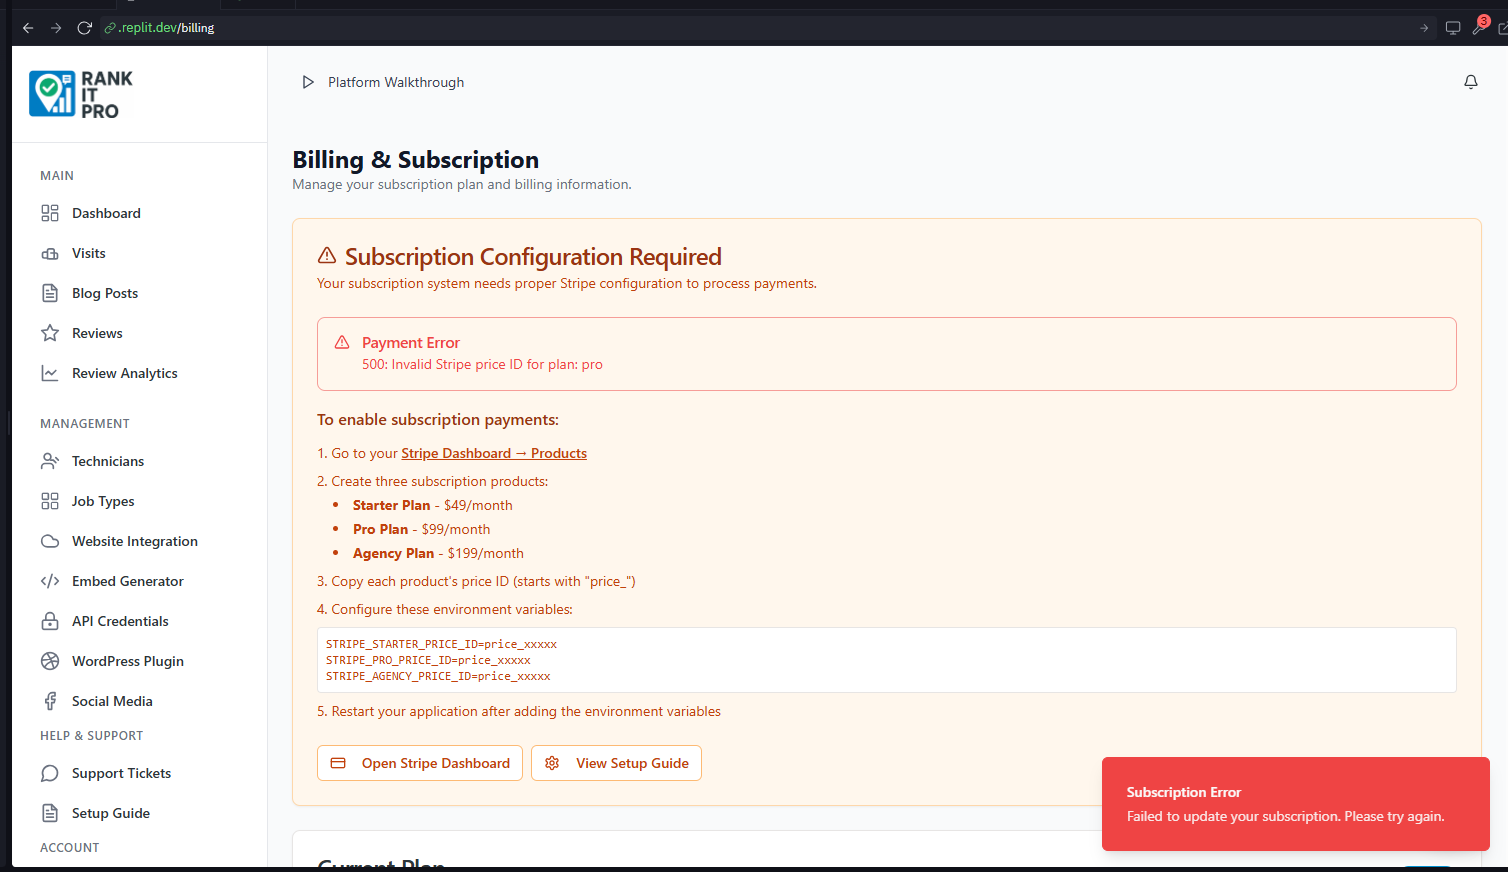 .replit.dev/billing
3
RANK
IT
PRO
Platform Walkthrough
MAIN
Dashboard
Visits
Blog Posts
Reviews
Review Analytics
MANAGEMENT
Technicians
Job Types
Website Integration
Embed Generator
API Credentials
WordPress Plugin
Social Media
HELP & SUPPORT
Support Tickets
Setup Guide
ACCOUNT
Billing & Subscription
Manage your subscription plan and billing information.
Subscription Configuration Required
Your subscription system needs proper Stripe configuration to process payments.
Payment Error
500: Invalid Stripe price ID for plan: pro
To enable subscription payments:
1. Go to your Stripe Dashboard → Products
2. Create three subscription products:
• Starter Plan - $49/month
• Pro Plan - $99/month
• Agency Plan - $199/month
3. Copy each product's price ID (starts with "price_")
4. Configure these environment variables:
STRIPE_STARTER_PRICE_ID=price_xxxxx
STRIPE_PRO_PRICE_ID=price_xxxxx
STRIPE_AGENCY_PRICE_ID=price_xxxxx
5. Restart your application after adding the environment variables
Open Stripe Dashboard
View Setup Guide
Subscription Error
Failed to update your subscription. Please try again.
Current Plan